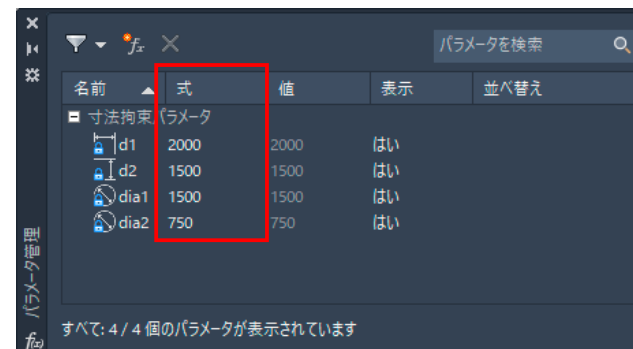 パラメータを検索
名前 式 値 表示 並べ替え
寸法拘束パラメータ
d1 2000 2000 はい
d2 1500 1500 はい
dia1 1500 1500 はい
dia2 750 750 はい
すべて: 4 / 4 個のパラメータが表示されています
パラメータ管理
fx
f(x)